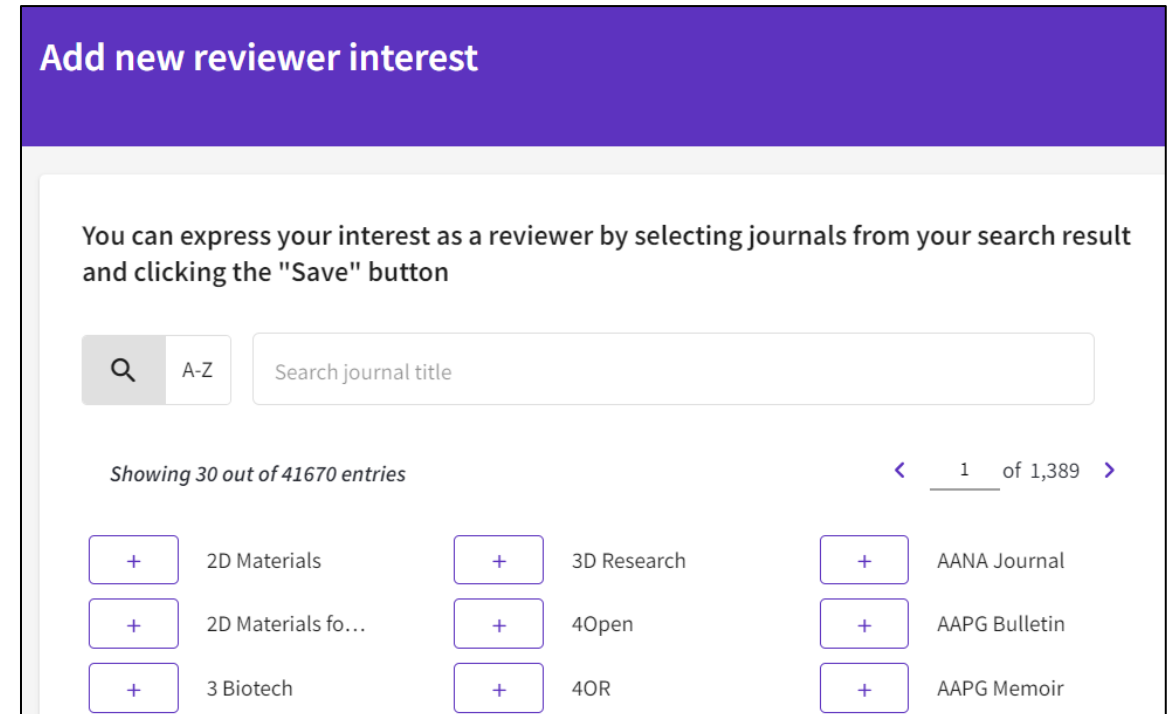 Add new reviewer interest
You can express your interest as a reviewer by selecting journals from your search result
and clicking the "Save" button
A-Z Search journal title
Showing 30 out of 41670 entries < 1 of 1,389 >
+ 2D Materials + 3D Research + AANA Journal
+ 2D Materials fo... + 4Open + AAPG Bulletin
+ 3 Biotech + 4OR + AAPG Memoir